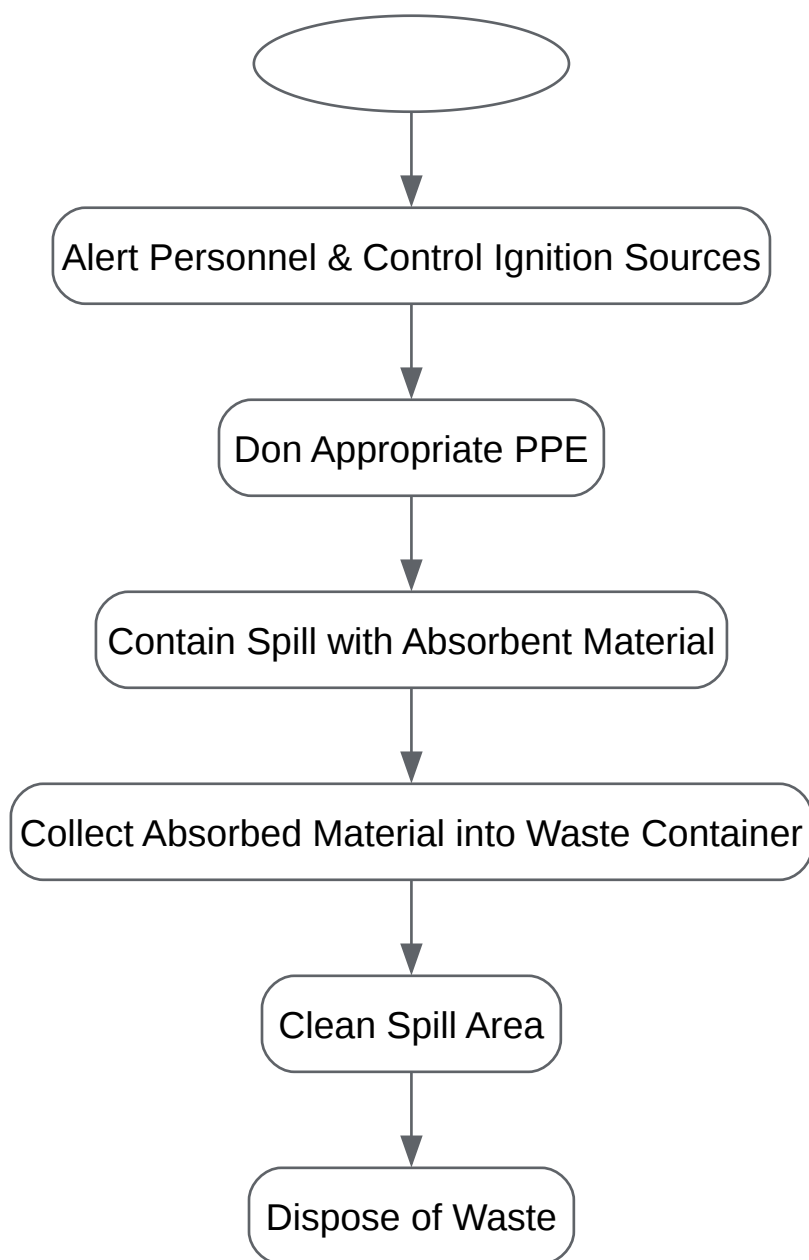 Alert Personnel & Control Ignition Sources
Don Appropriate PPE
Contain Spill with Absorbent Material
Collect Absorbed Material into Waste Container
Clean Spill Area
Dispose of Waste